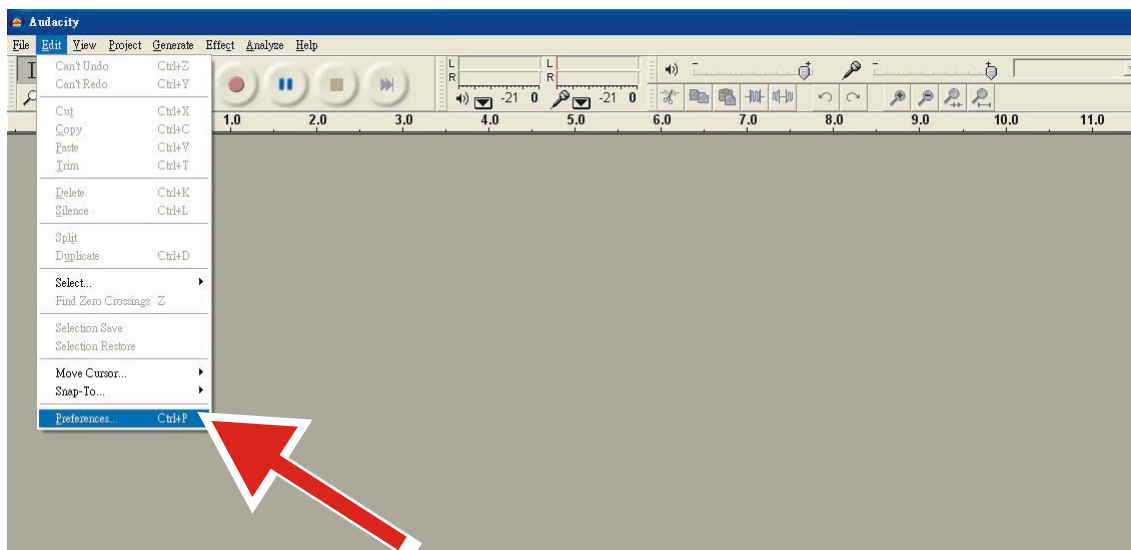 Audacity
File Edit View Project Generate Effect Analyze Help
Can't Undo Ctrl+Z
Can't Redo Ctrl+Y
Cut Ctrl+X
Copy Ctrl+C
Paste Ctrl+V
Trim Ctrl+T
Delete Ctrl+K
Silence Ctrl+L
Split
Duplicate Ctrl+D
Select...
Find Zero Crossings Z
Selection Save
Selection Restore
Move Cursor...
Snap-To...
Preferences... Ctrl+P
L L
R R
-21 0 -21 0
1.0 2.0 3.0 4.0 5.0 6.0 7.0 8.0 9.0 10.0 11.0